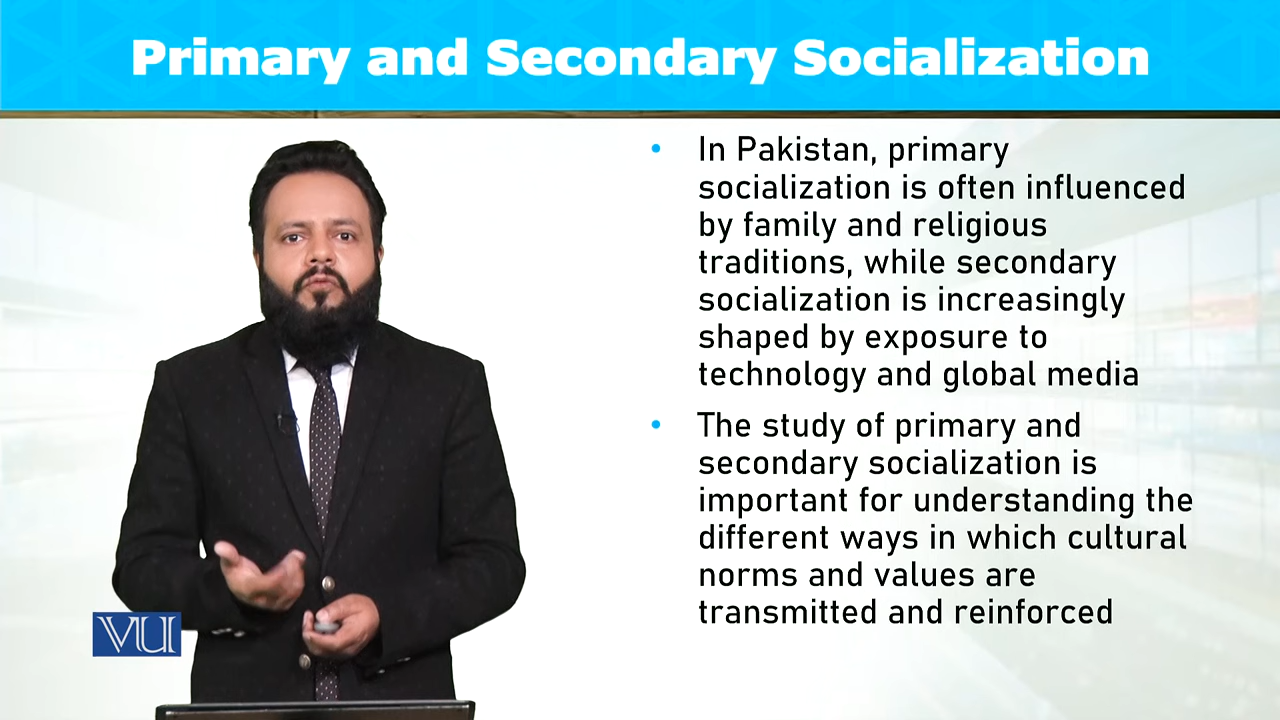 Primary and Secondary Socialization
• In Pakistan, primary
socialization is often influenced
by family and religious
traditions, while secondary
socialization is increasingly
shaped by exposure to
technology and global media
• The study of primary and
secondary socialization is
important for understanding the
different ways in which cultural
norms and values are
transmitted and reinforced
VU